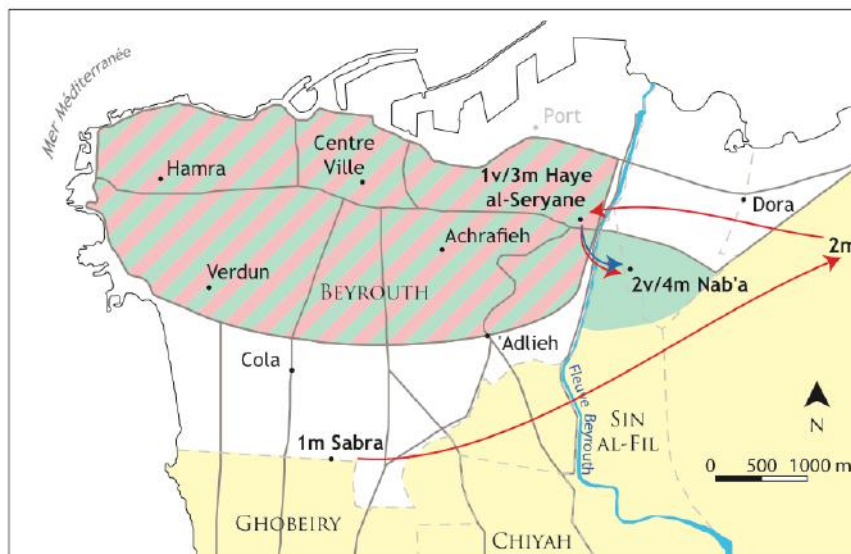 Mer Méditerranée
Port
Centre
Ville
Hamra
1v/3m Haye
al-Seryane
Dora
Achrafieh
2m
Verdun
BEYROUTH
2v/4m Nab'a
'Adlieh
Cola
Fleuve Beyrouth
SIN
AL-FIL
N
1m Sabra
0 500 1000 m
GHOBEIRY
CHIYAH